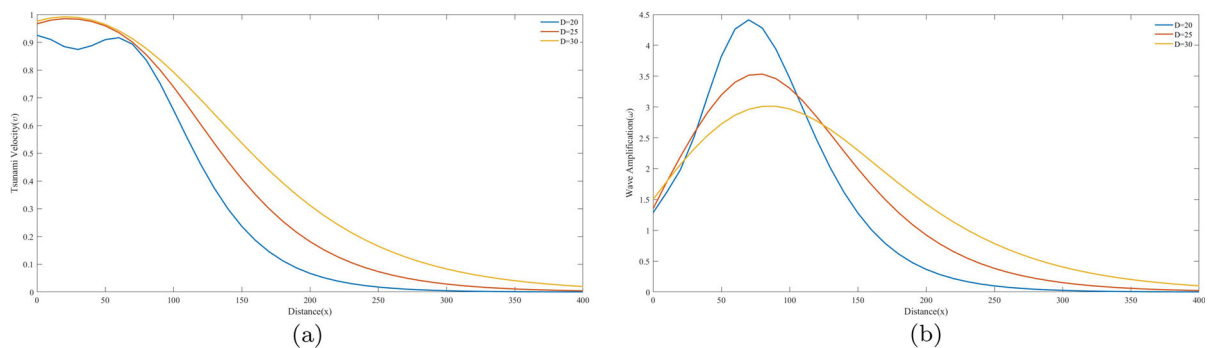 1
0.9
0.8
0.7
0.6
0.5
0.4
0.3
0.2
0.1
0
Tsunami Velocity(v)
D=20
D=25
D=30
0 50 100 150 200 250 300 350 400
Distance(x)
(a)
4.5
4
3.5
3
2.5
2
1.5
1
0.5
0
Wave Amplification(ω)
D=20
D=25
D=30
0 50 100 150 200 250 300 350 400
Distance(x)
(b)